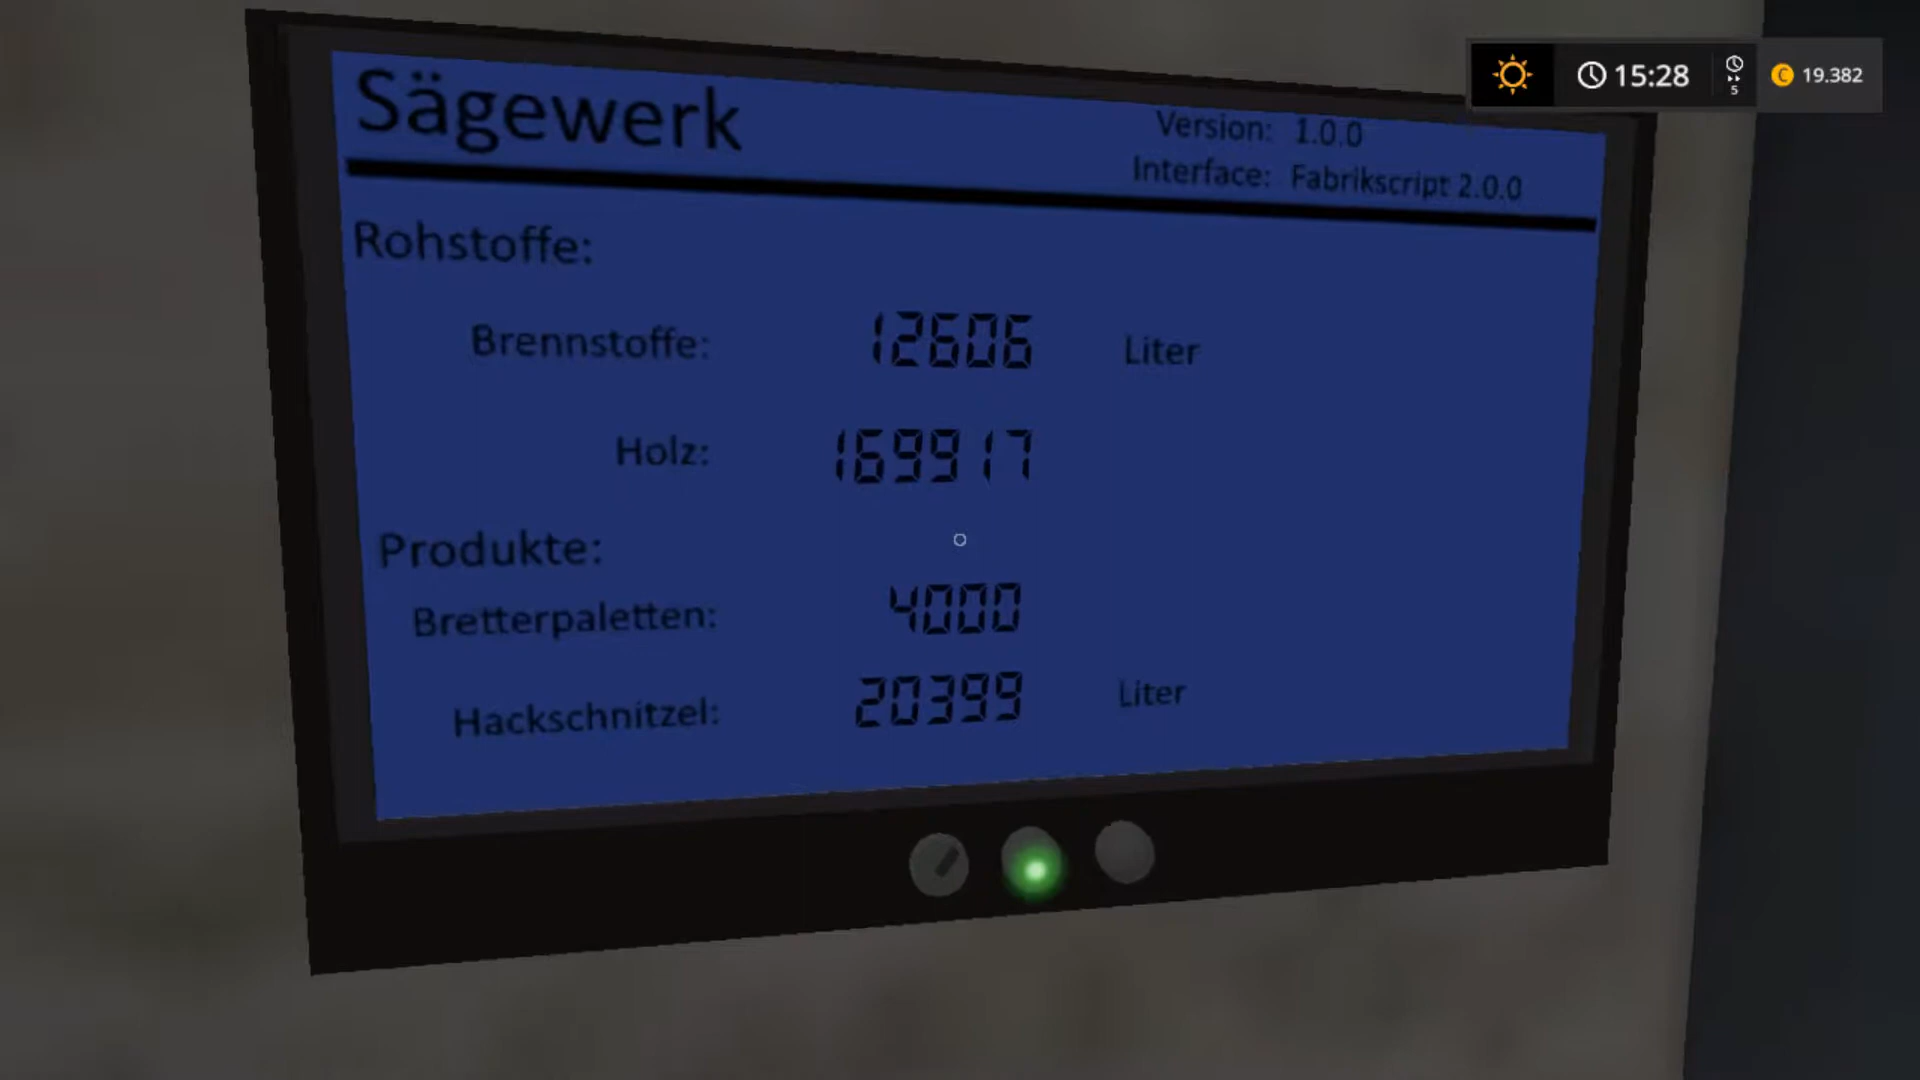 Sägewerk
Version: 1.0.0
Interface: Fabrikscript 2.0.0
15:28
5
19.382
Rohstoffe:
Brennstoffe: 12606 Liter
Holz: 169917
Produkte:
Bretterpaletten: 4000
Hackschnitzel: 20399 Liter